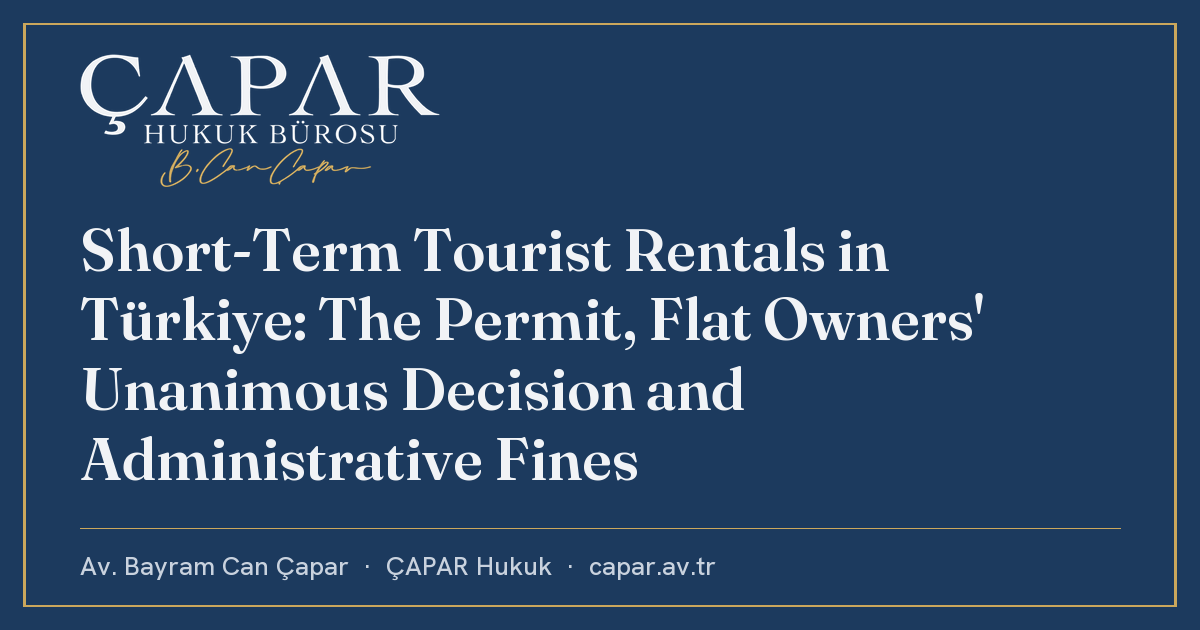 ÇAPAR
HUKUK BÜROSU
B. Can Çapar
Short-Term Tourist Rentals in
Türkiye: The Permit, Flat Owners'
Unanimous Decision and
Administrative Fines
Av. Bayram Can Çapar · ÇAPAR Hukuk · capar.av.tr